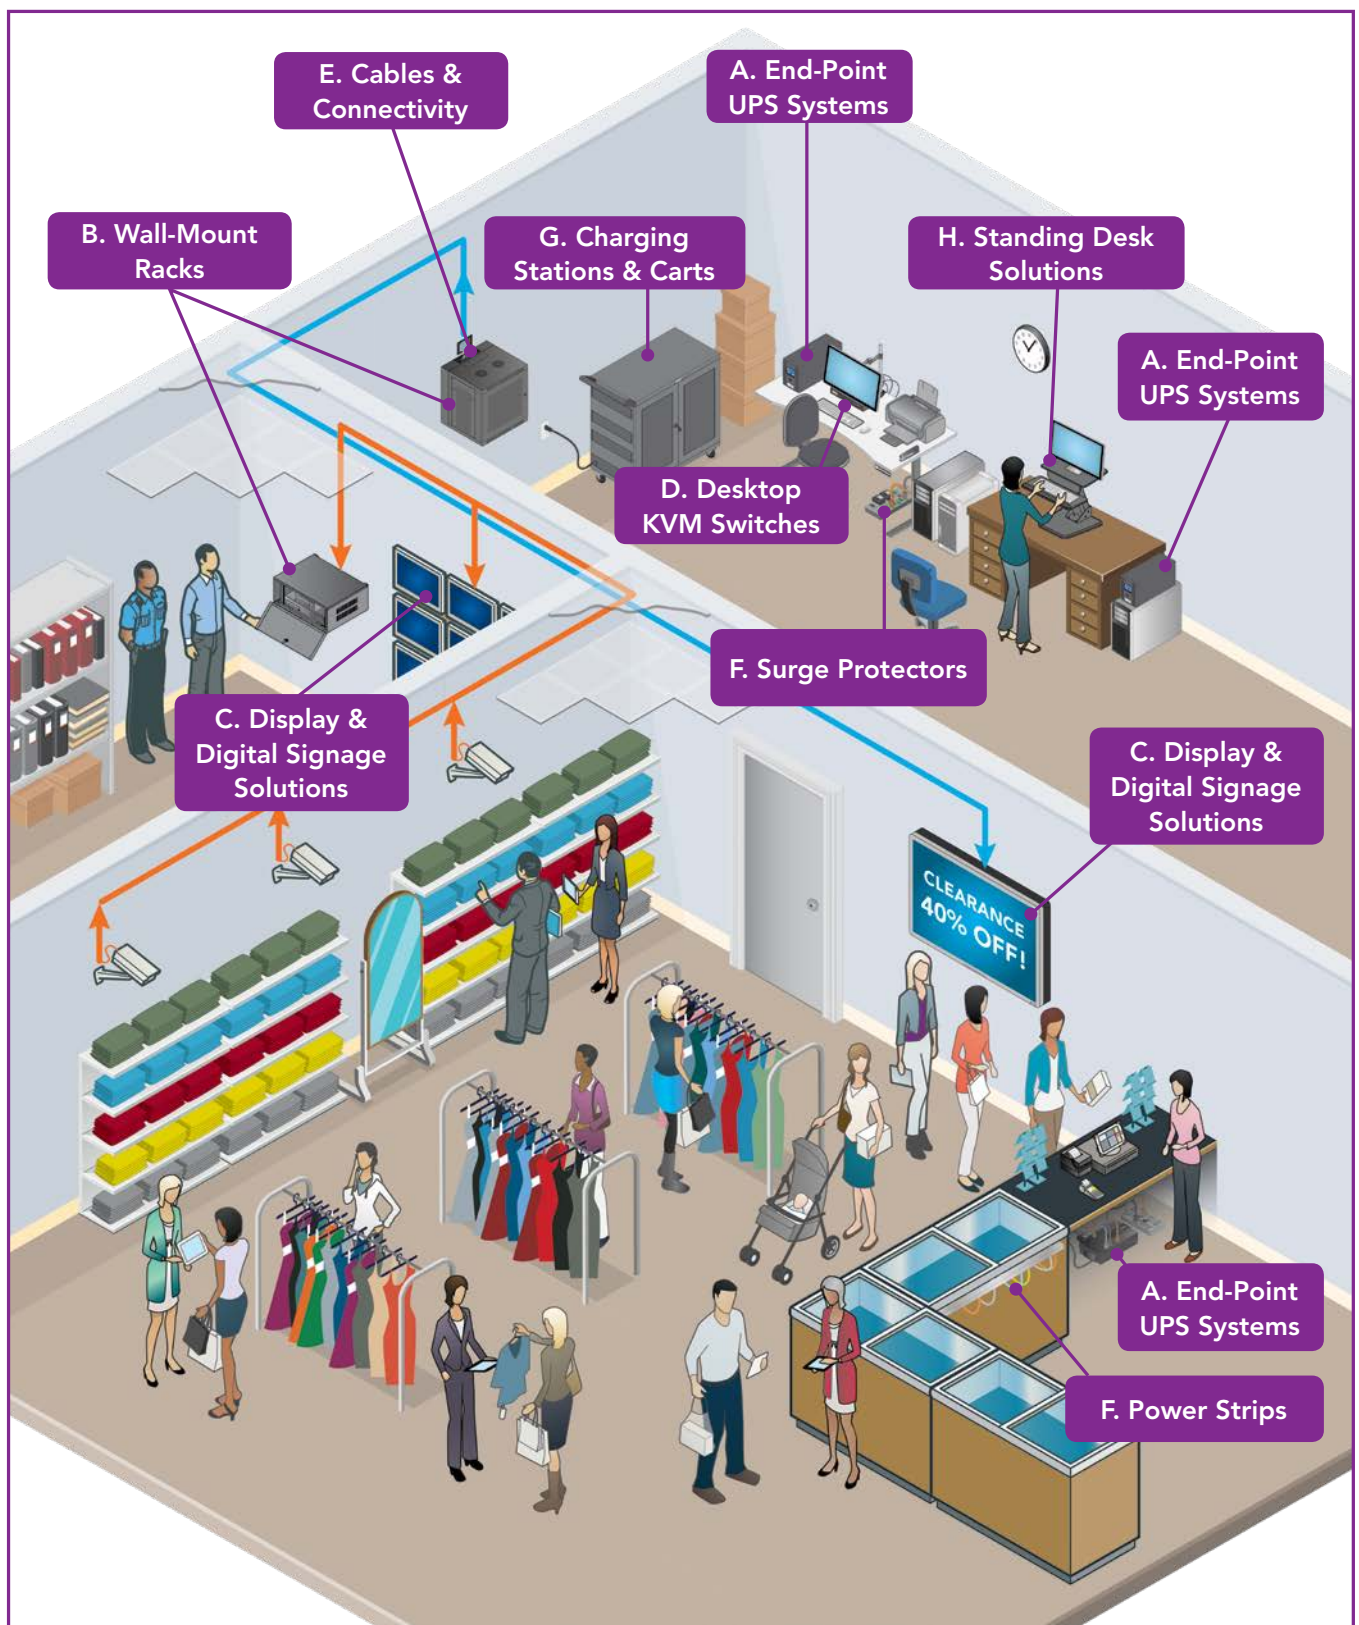 E. Cables &
Connectivity
A. End-Point
UPS Systems
B. Wall-Mount
Racks
G. Charging
Stations & Carts
H. Standing Desk
Solutions
A. End-Point
UPS Systems
D. Desktop
KVM Switches
F. Surge Protectors
C. Display &
Digital Signage
Solutions
C. Display &
Digital Signage
Solutions
CLEARANCE
40% OFF!
A. End-Point
UPS Systems
F. Power Strips